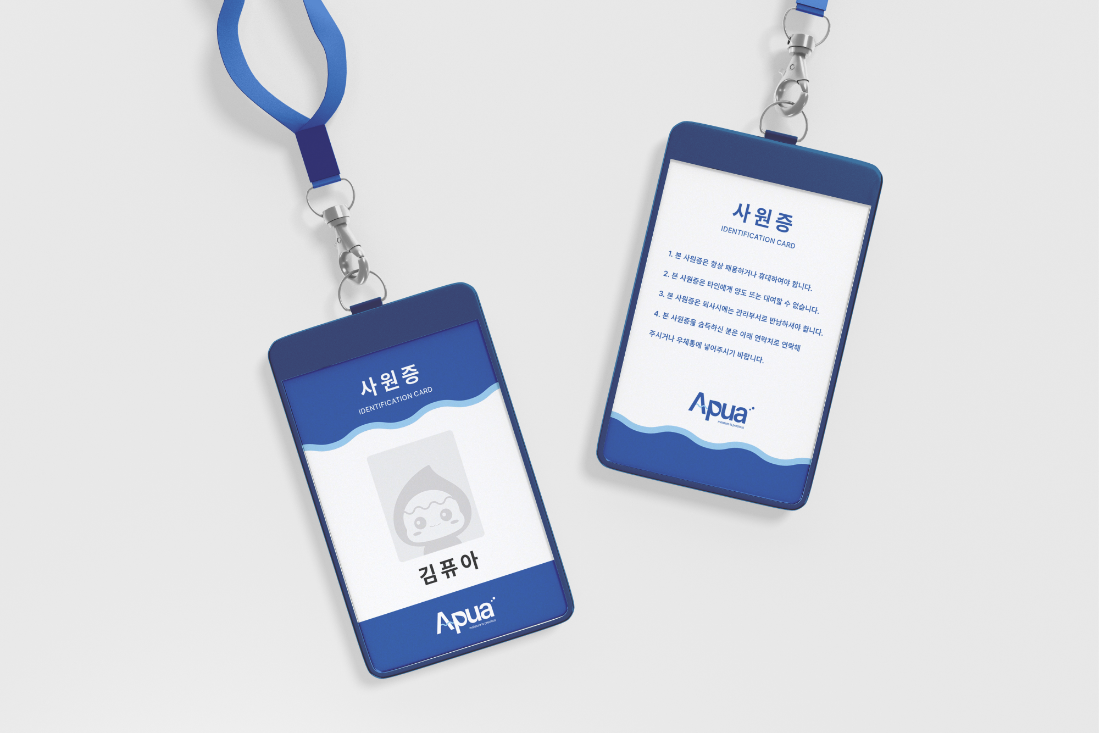 사원증
IDENTIFICATION CARD
김퓨아
Apua
사원증
IDENTIFICATION CARD
1. 본 사원증은 항상 패용하거나 휴대하여야 합니다.
2. 본 사원증은 타인에게 양도 또는 대여할 수 없습니다.
3. 본 사원증은 퇴사시에는 관리부서로 반납하셔야 합니다.
4. 본 사원증을 습득하신 분은 아래 연락처로 연락해
주시거나 우체통에 넣어주시기 바랍니다.
Apua